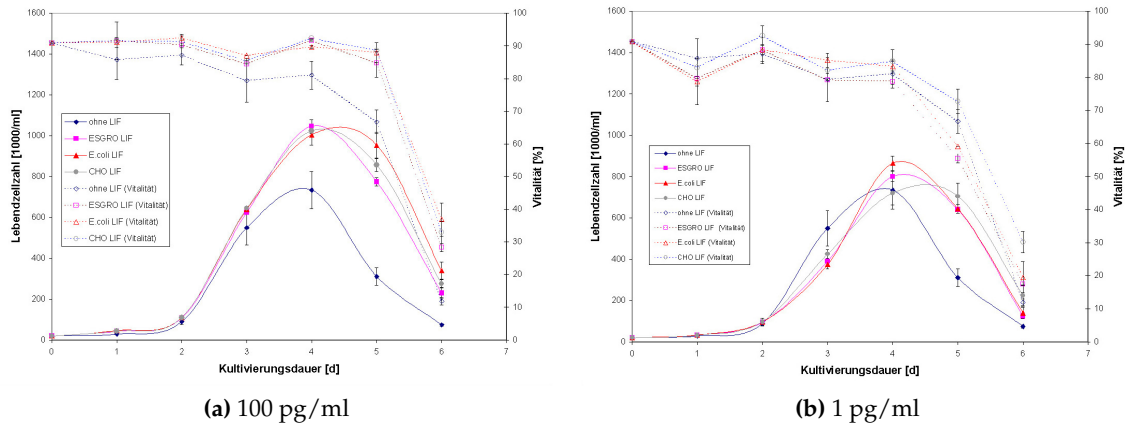 1600
1400
1200
1000
800
600
400
200
0
Lebendzellzahl [1000/ml]
100
90
80
70
60
50
40
30
20
10
0
Vitalität [%]
ohne LIF
ESGRO LIF
E.coli LIF
CHO LIF
ohne LIF (Vitalität)
ESGRO LIF (Vitalität)
E.coli LIF (Vitalität)
CHO LIF (Vitalität)
0 1 2 3 4 5 6 7
Kultivierungsdauer [d]
(a) 100 pg/ml
1600
1400
1200
1000
800
600
400
200
0
Lebendzellzahl [1000/ml]
100
90
80
70
60
50
40
30
20
10
0
Vitalität [%]
ohne LIF
ESGRO LIF
E.coli LIF
CHO LIF
ohne LIF (Vitalität)
ESGRO LIF (Vitalität)
E.coli LIF (Vitalität)
CHO LIF (Vitalität)
0 1 2 3 4 5 6 7
Kultivierungsdauer [d]
(b) 1 pg/ml